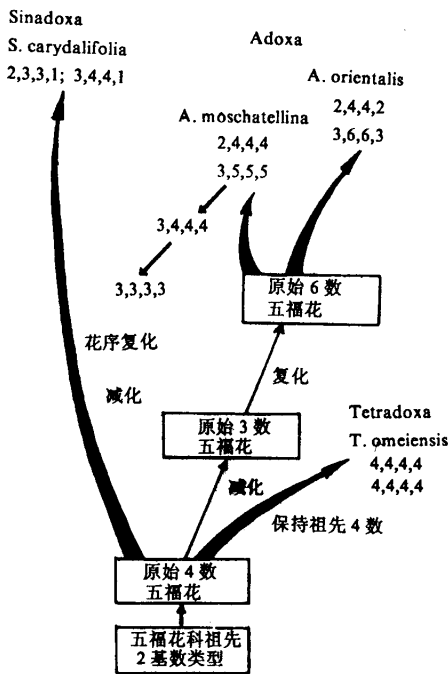 Sinadoxa
S. carydalifolia
2,3,3,1; 3,4,4,1
Adoxa
A. orientalis
2,4,4,2
3,6,6,3
A. moschatellina
2,4,4,4
3,5,5,5
3,4,4,4
3,3,3,3
原始6数
五福花
花序复化
减化
复化
原始3数
五福花
Tetradoxa
T. omeiensis
4,4,4,4
4,4,4,4
减化
保持祖先4数
原始4数
五福花
五福花科祖先
2基数类型